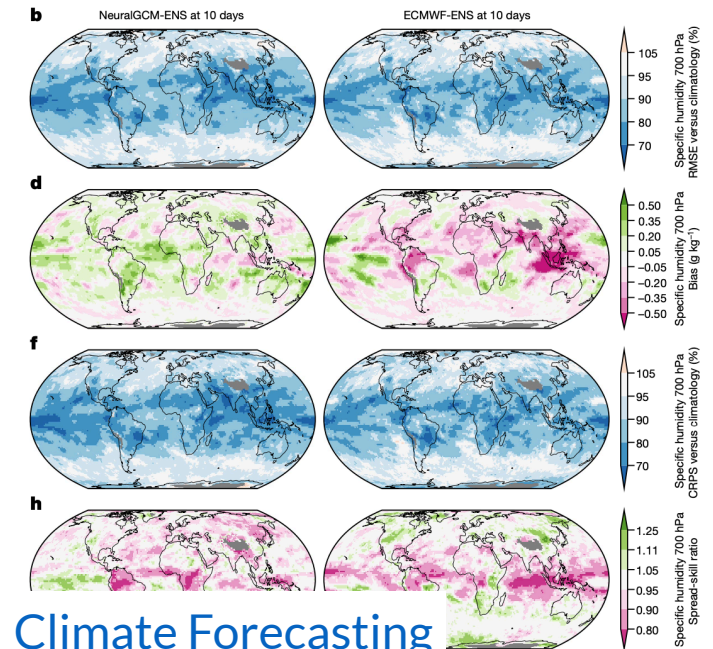 NeuralGCM-ENS at 10 days
ECMWF-ENS at 10 days
b
105
95
90
80
70
Specific humidity 700 hPa
RMSE versus climatology (%)
d
0.50
0.35
0.20
0.05
−0.05
−0.20
−0.35
−0.50
Specific humidity 700 hPa
Bias (g kg⁻¹)
f
105
95
90
80
70
Specific humidity 700 hPa
CRPS versus climatology (%)
h
1.25
1.11
1.05
0.95
0.90
0.80
Specific humidity 700 hPa
Spread-skill ratio
Climate Forecasting